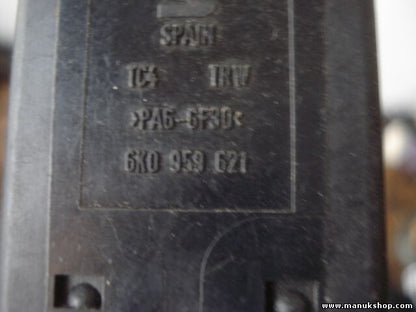 SPAIN
TC4 TRW
>PA6-GF30<
6K0 959 621
www.manukshop.com